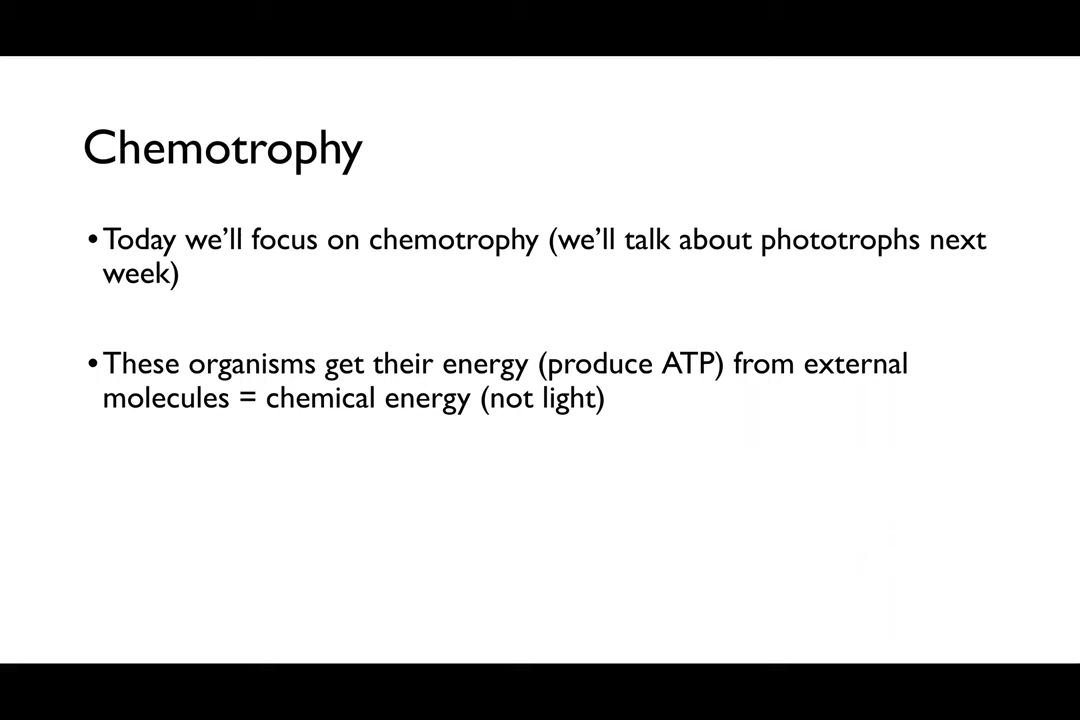 Chemotrophy
•Today we’ll focus on chemotrophy (we’ll talk about phototrophs next
week)
•These organisms get their energy (produce ATP) from external
molecules = chemical energy (not light)